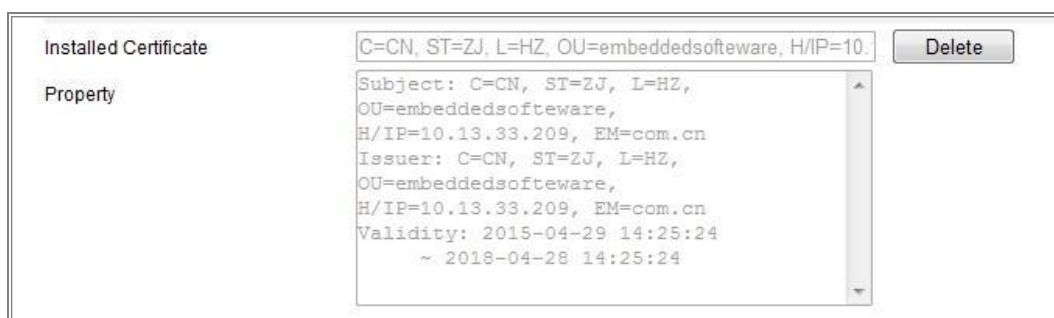 Installed Certificate
C=CN, ST=ZJ, L=HZ, OU=embeddedsofteware, H/IP=10.
Delete
Property
Subject: C=CN, ST=ZJ, L=HZ,
OU=embeddedsofteware,
H/IP=10.13.33.209, EM=com.cn
Issuer: C=CN, ST=ZJ, L=HZ,
OU=embeddedsofteware,
H/IP=10.13.33.209, EM=com.cn
Validity: 2015-04-29 14:25:24
~ 2018-04-28 14:25:24